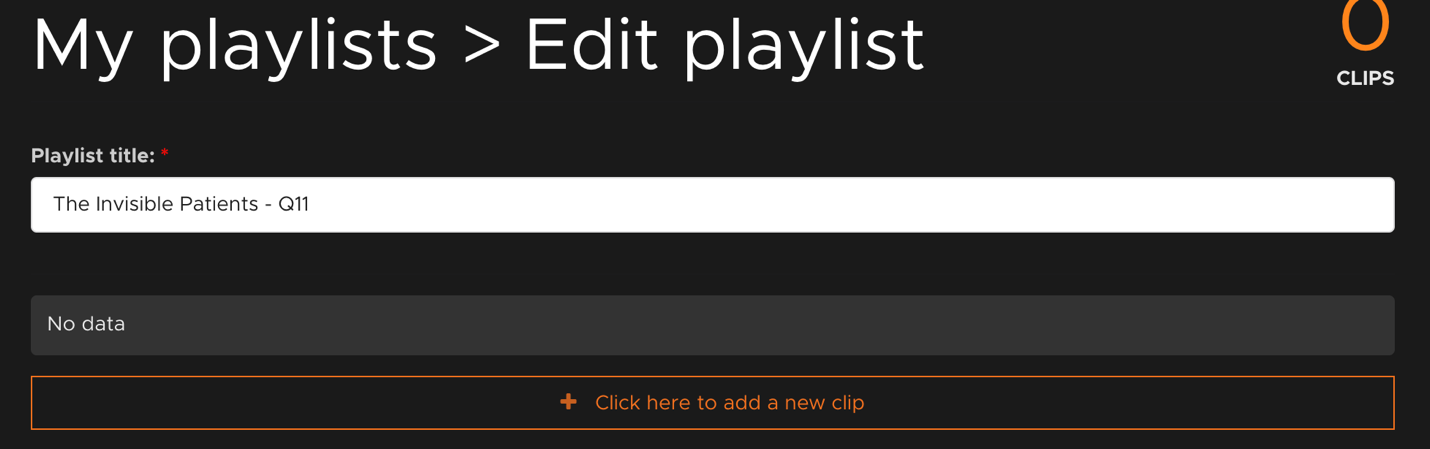 My playlists > Edit playlist
0
CLIPS
Playlist title: *
The Invisible Patients - Q11
No data
+ Click here to add a new clip